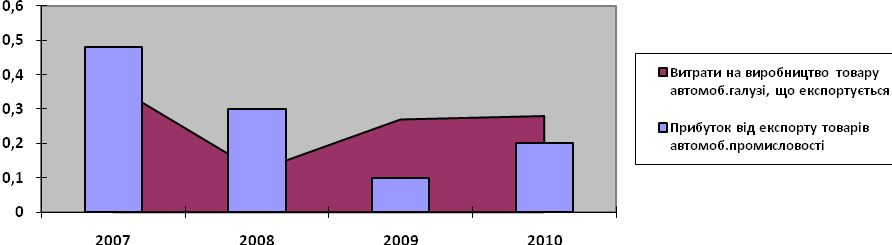 0,6
0,5
0,4
0,3
0,2
0,1
0
2007 2008 2009 2010
Витрати на виробництво товару
автомоб.галузі, що експортується
Прибуток від експорту товарів
автомоб.промисловості